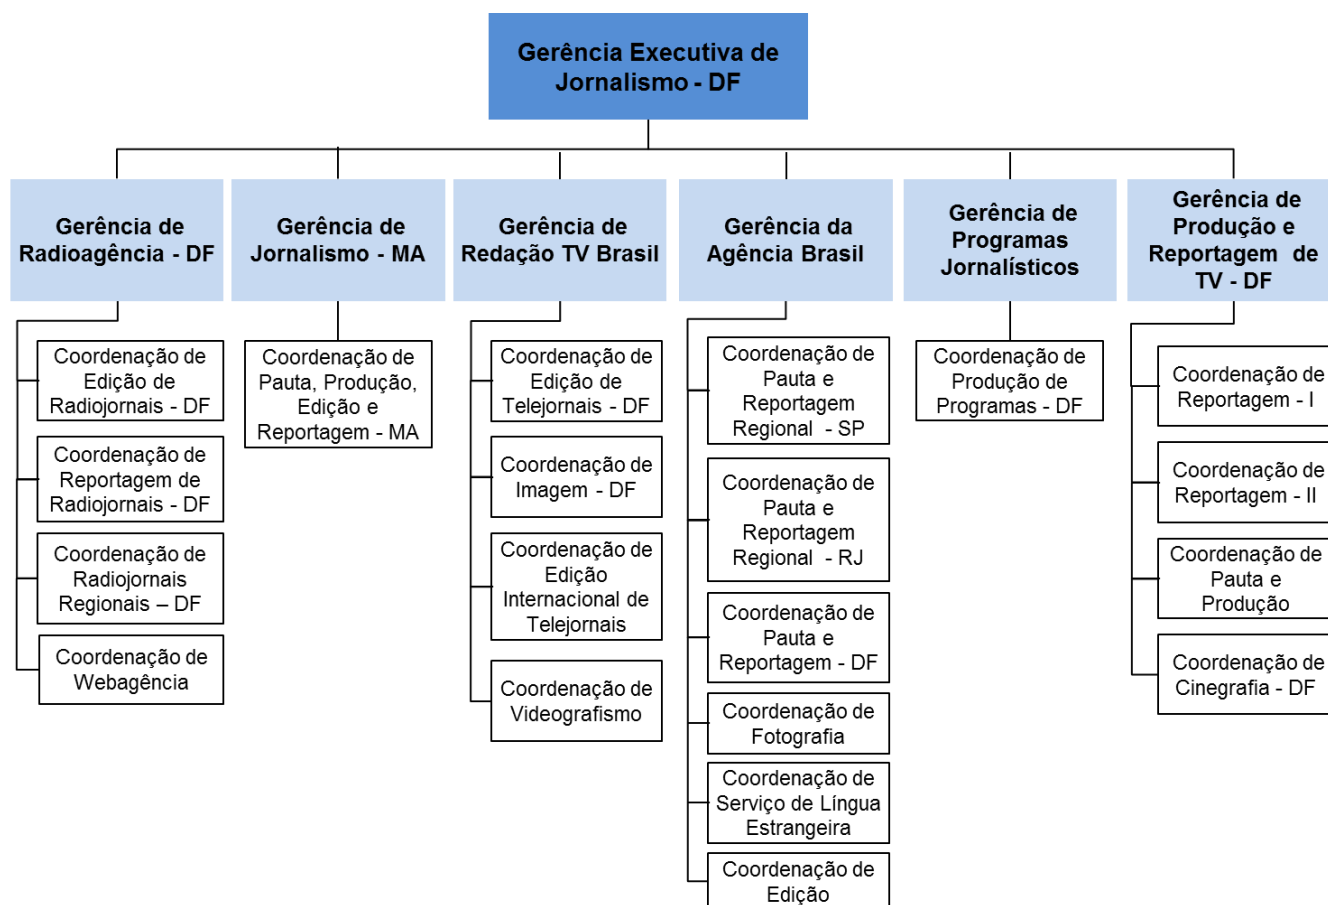 Gerência Executiva de
Jornalismo - DF
Gerência de
Radioagência - DF
Coordenação de
Edição de
Radiojornais - DF
Coordenação de
Reportagem de
Radiojornais - DF
Coordenação de
Radiojornais
Regionais – DF
Coordenação de
Webagência
Gerência de
Jornalismo - MA
Coordenação de
Pauta, Produção,
Edição e
Reportagem - MA
Gerência de
Redação TV Brasil
Coordenação de
Edição de
Telejornais - DF
Coordenação de
Imagem - DF
Coordenação de
Edição
Internacional de
Telejornais
Coordenação de
Videografismo
Gerência da
Agência Brasil
Coordenação de
Pauta e
Reportagem
Regional - SP
Coordenação de
Pauta e
Reportagem
Regional - RJ
Coordenação de
Pauta e
Reportagem - DF
Coordenação de
Fotografia
Coordenação de
Serviço de Língua
Estrangeira
Coordenação de
Edição
Gerência de
Programas
Jornalísticos
Coordenação de
Produção de
Programas - DF
Gerência de
Produção e
Reportagem de
TV - DF
Coordenação de
Reportagem - I
Coordenação de
Reportagem - II
Coordenação de
Pauta e
Produção
Coordenação de
Cinegrafia - DF